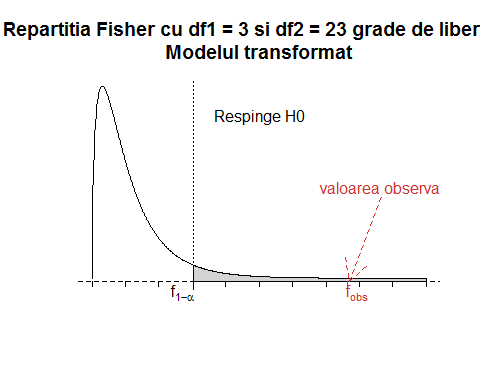 Repartitia Fisher cu df1 = 3 si df2 = 23 grade de liber
Modelul transformat
Respinge H0
valoarea observa
f1−α
fobs